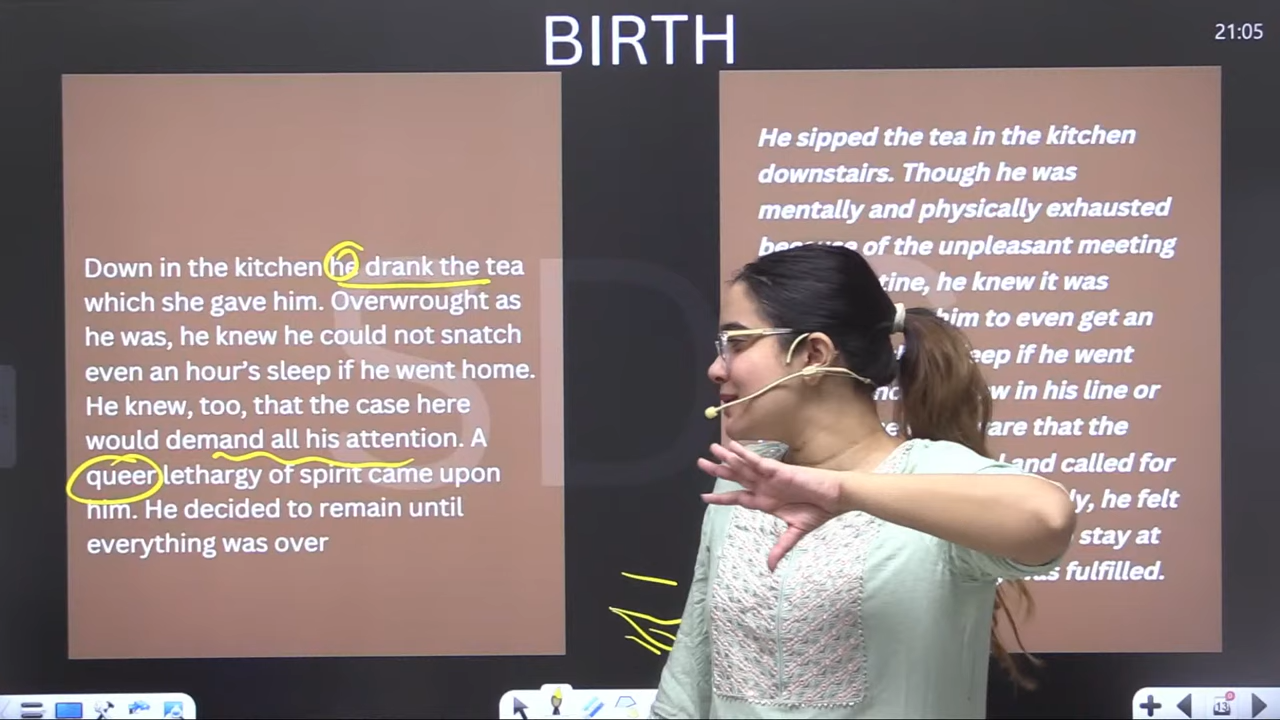 BIRTH
21:05
Down in the kitchen he drank the tea
which she gave him. Overwrought as
he was, he knew he could not snatch
even an hour's sleep if he went home.
He knew, too, that the case here
would demand all his attention. A
queer lethargy of spirit came upon
him. He decided to remain until
everything was over
He sipped the tea in the kitchen
downstairs. Though he was
mentally and physically exhausted
of the unpleasant meeting
he knew it was
him to even get an
if he went
in his line or
that the
and called for
he felt
stay at
fulfilled.
13